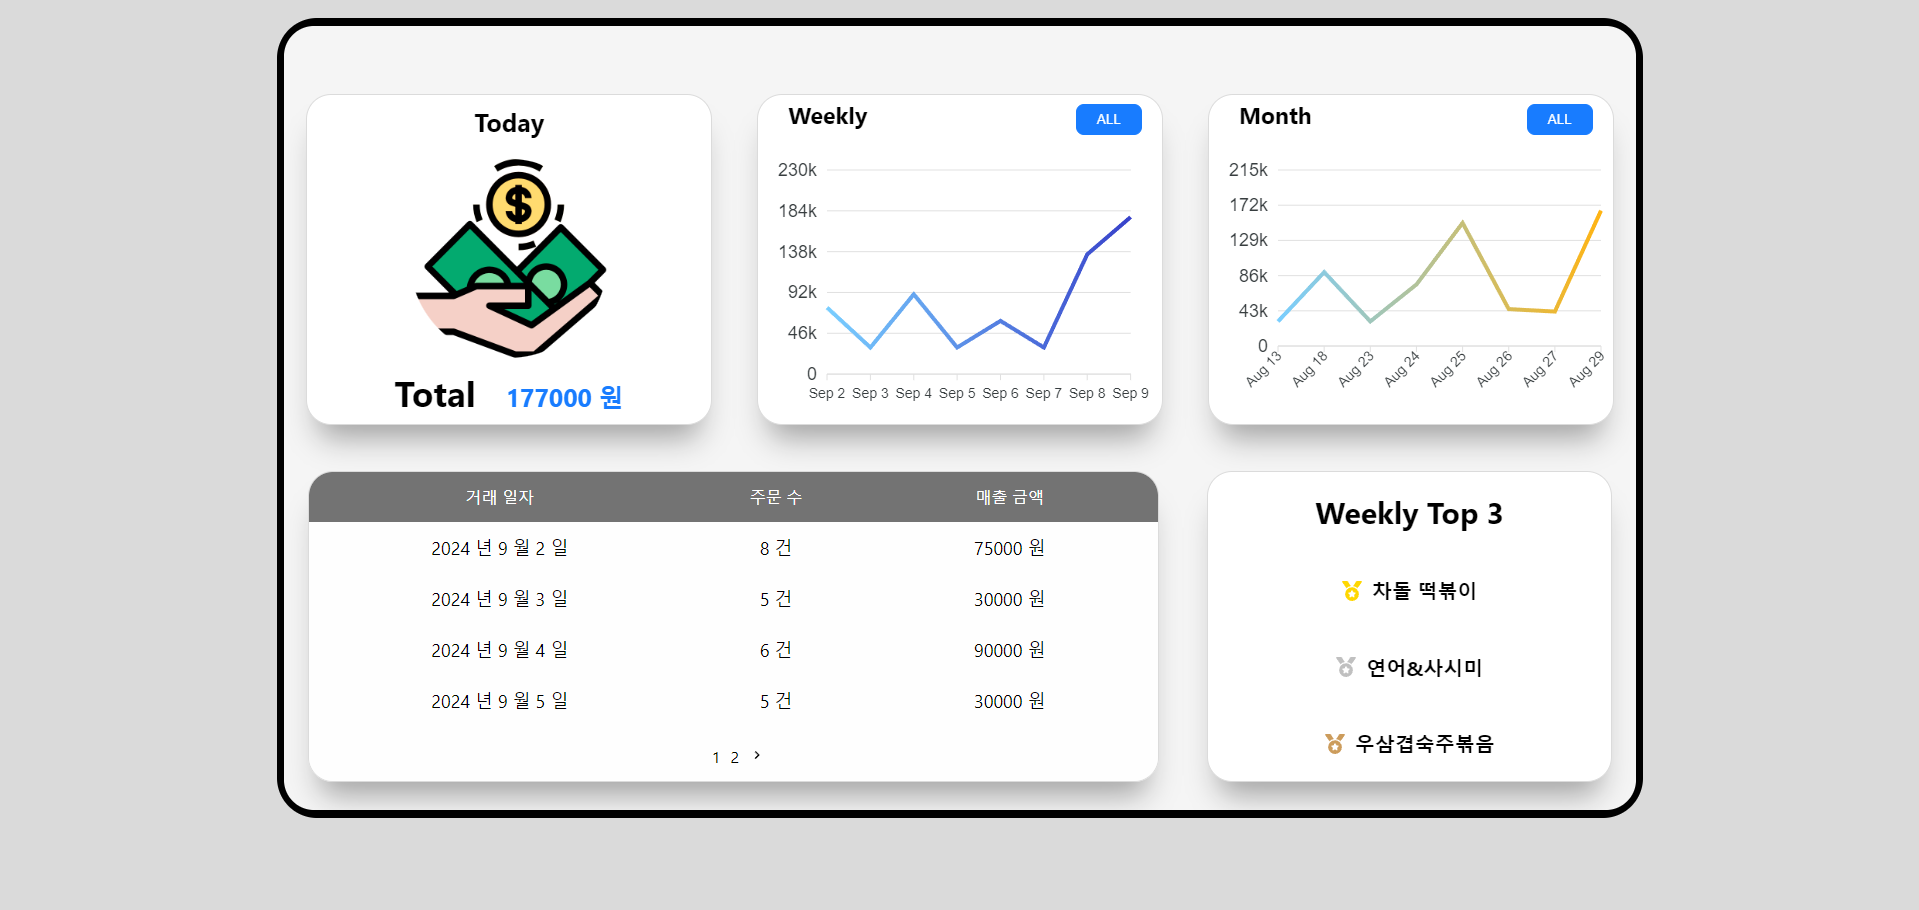 Today
$
Total 177000 원
Weekly ALL
230k
184k
138k
92k
46k
0
Sep 2 Sep 3 Sep 4 Sep 5 Sep 6 Sep 7 Sep 8 Sep 9
Month ALL
215k
172k
129k
86k
43k
0
Aug 13 Aug 18 Aug 23 Aug 24 Aug 25 Aug 26 Aug 27 Aug 29
거래 일자 주문 수 매출 금액
2024 년 9 월 2 일 8 건 75000 원
2024 년 9 월 3 일 5 건 30000 원
2024 년 9 월 4 일 6 건 90000 원
2024 년 9 월 5 일 5 건 30000 원
1 2 >
Weekly Top 3
차돌 떡볶이
연어&사시미
우삼겹숙주볶음